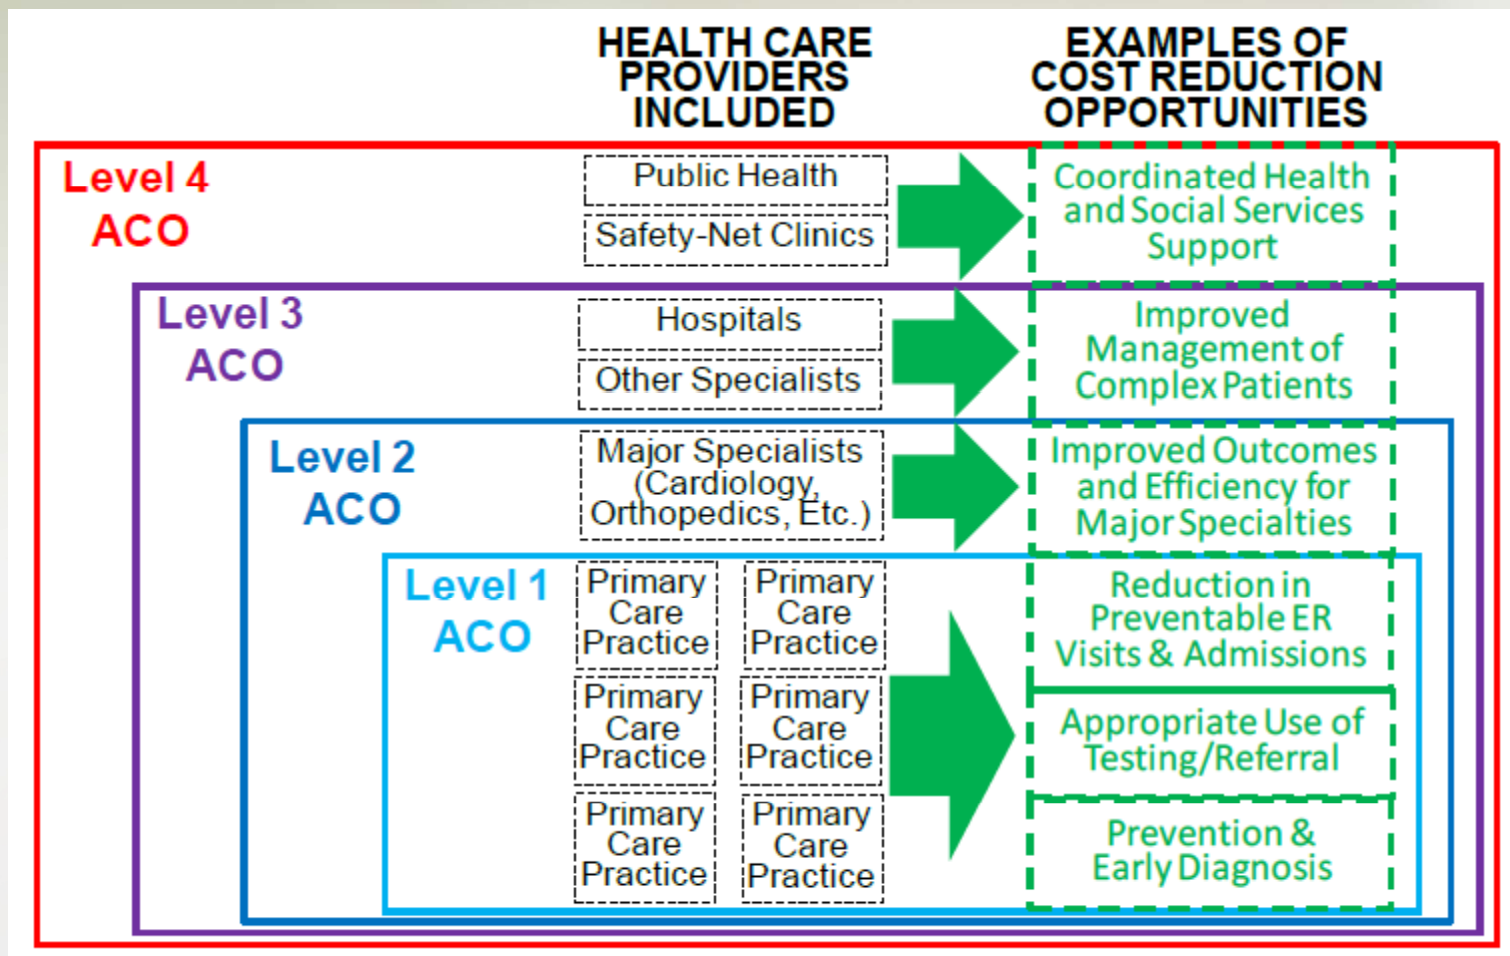 HEALTH CARE
PROVIDERS
INCLUDED
EXAMPLES OF
COST REDUCTION
OPPORTUNITIES
Level 4
ACO
Public Health
Safety-Net Clinics
Coordinated Health
and Social Services
Support
Level 3
ACO
Hospitals
Other Specialists
Improved
Management of
Complex Patients
Level 2
ACO
Major Specialists
(Cardiology,
Orthopedics, Etc.)
Improved Outcomes
and Efficiency for
Major Specialties
Level 1
ACO
Primary
Care
Practice
Primary
Care
Practice
Primary
Care
Practice
Primary
Care
Practice
Primary
Care
Practice
Primary
Care
Practice
Reduction in
Preventable ER
Visits & Admissions
Appropriate Use of
Testing/Referral
Prevention &
Early Diagnosis